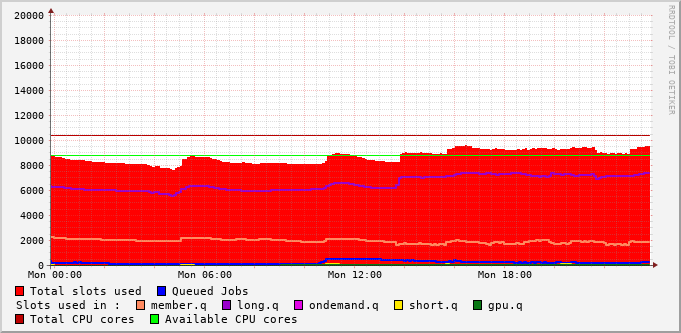 20000
18000
16000
14000
12000
10000
8000
6000
4000
2000
0
Mon 00:00 Mon 06:00 Mon 12:00 Mon 18:00
Total slots used Queued Jobs
Slots used in : member.q long.q ondemand.q short.q gpu.q
Total CPU cores Available CPU cores
RRDTOOL / TOBI OETIKER